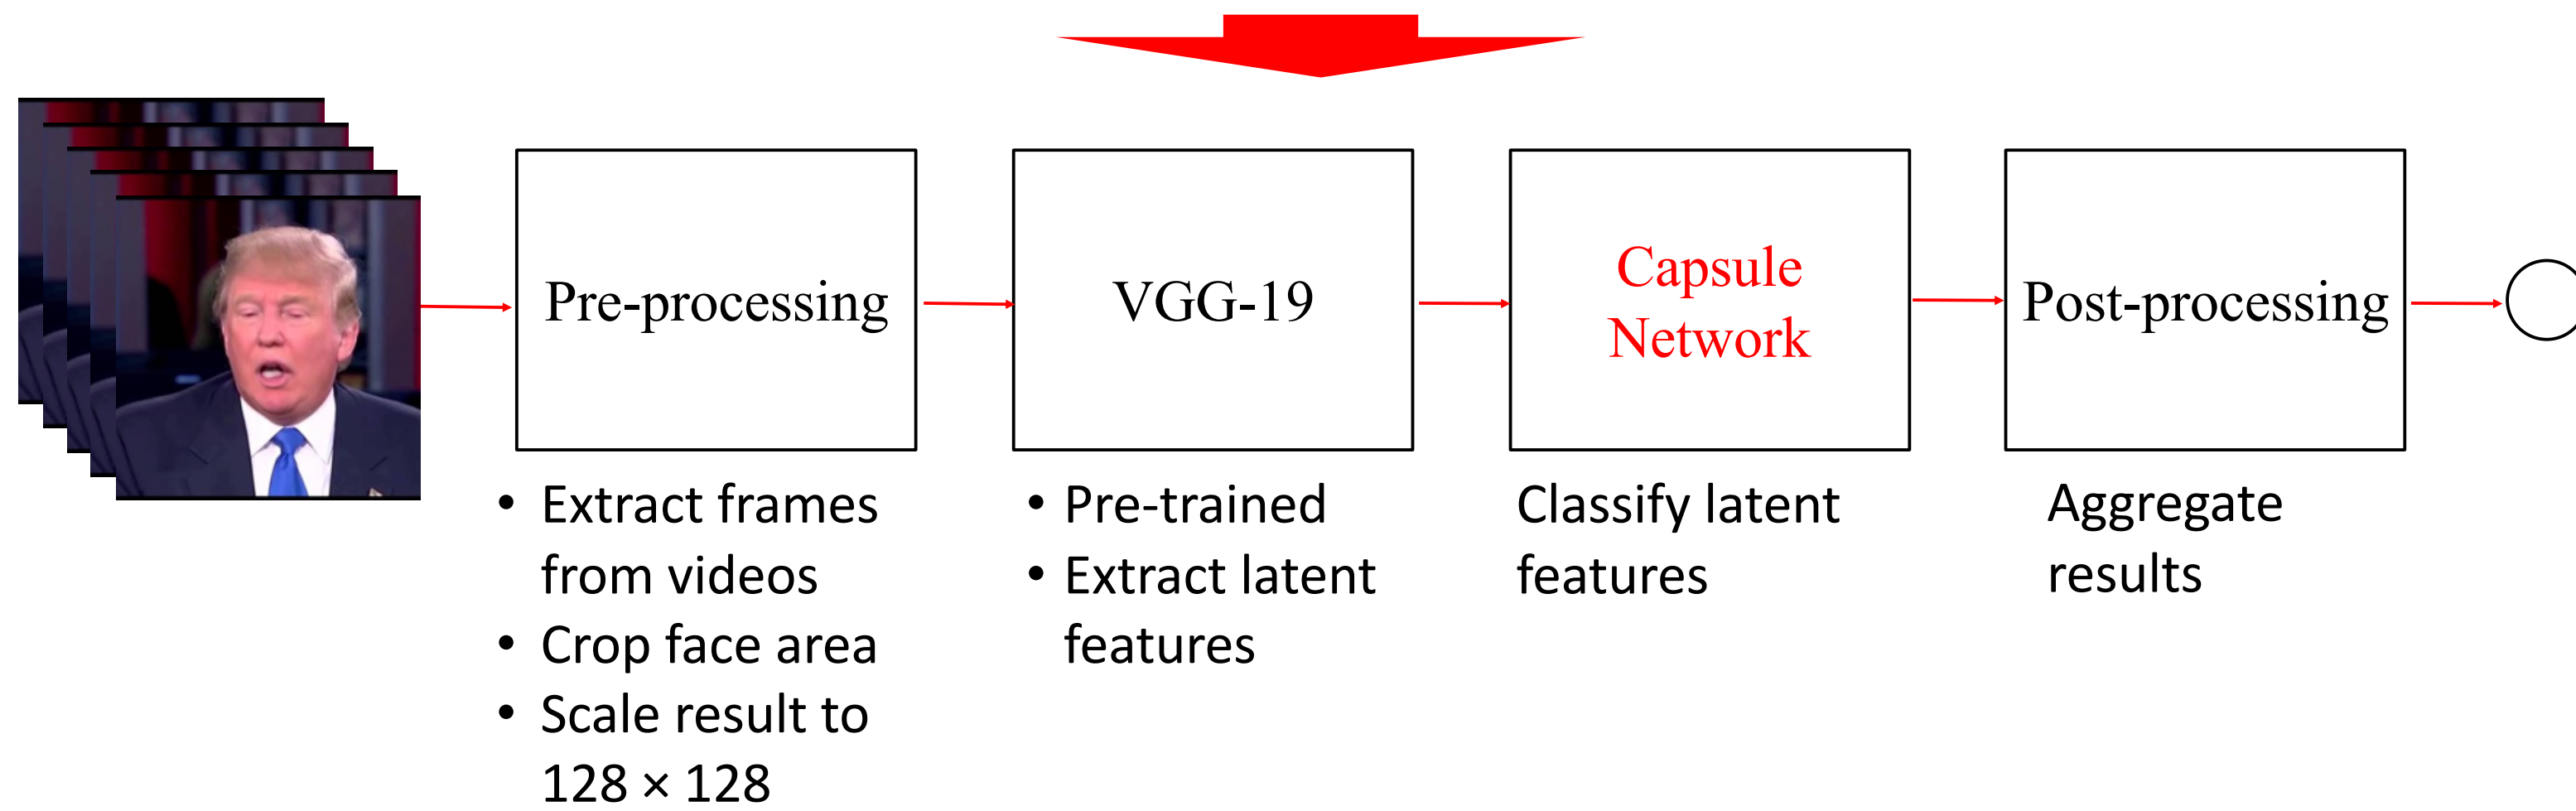 Pre-processing
VGG-19
Capsule
Network
Post-processing
• Extract frames
from videos
• Crop face area
• Scale result to
128 × 128
• Pre-trained
• Extract latent
features
Classify latent
features
Aggregate
results